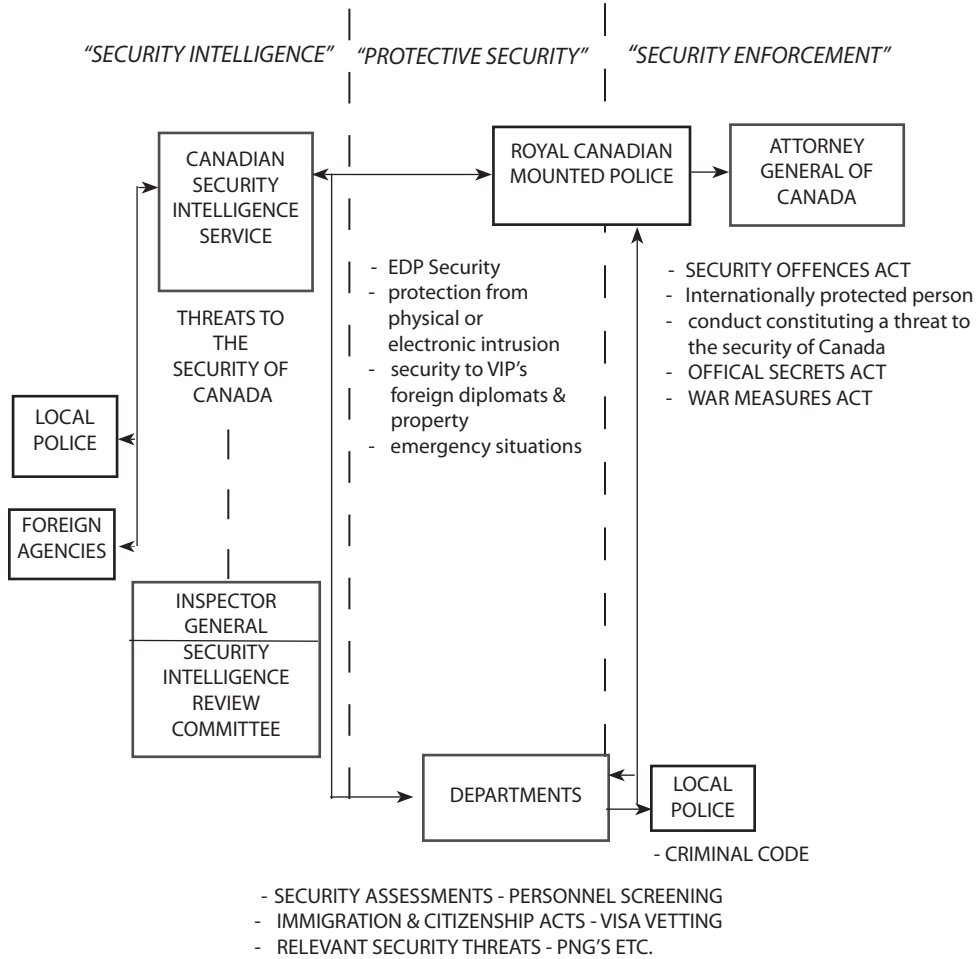 “SECURITY INTELLIGENCE”
“PROTECTIVE SECURITY”
“SECURITY ENFORCEMENT”
CANADIAN
SECURITY
INTELLIGENCE
SERVICE
ROYAL CANADIAN
MOUNTED POLICE
ATTORNEY
GENERAL OF
CANADA
THREATS TO
THE
SECURITY OF
CANADA
- EDP Security
- protection from
physical or
electronic intrusion
- security to VIP’s
foreign diplomats &
property
- emergency situations
- SECURITY OFFENCES ACT
- Internationally protected person
- conduct constituting a threat to
the security of Canada
- OFFICAL SECRETS ACT
- WAR MEASURES ACT
LOCAL
POLICE
FOREIGN
AGENCIES
INSPECTOR
GENERAL
SECURITY
INTELLIGENCE
REVIEW
COMMITTEE
DEPARTMENTS
LOCAL
POLICE
- CRIMINAL CODE
- SECURITY ASSESSMENTS - PERSONNEL SCREENING
- IMMIGRATION & CITIZENSHIP ACTS - VISA VETTING
- RELEVANT SECURITY THREATS - PNG’S ETC.